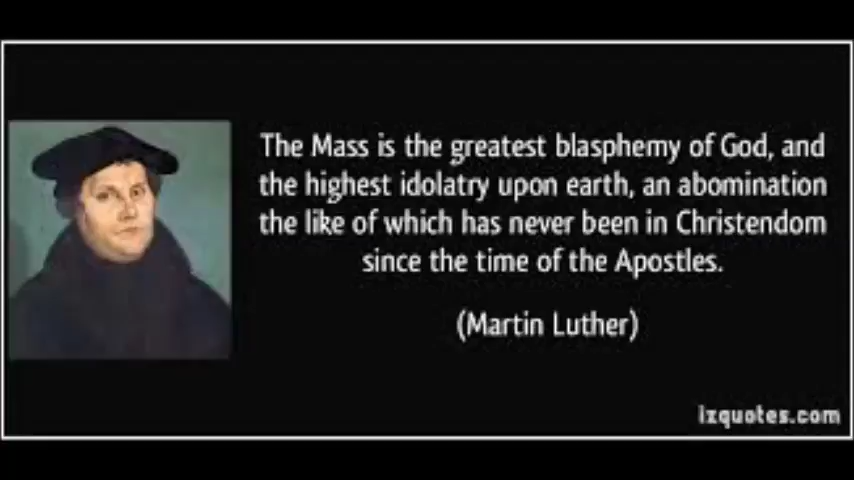 The Mass is the greatest blasphemy of God, and
the highest idolatry upon earth, an abomination
the like of which has never been in Christendom
since the time of the Apostles.
(Martin Luther)
izquotes.com